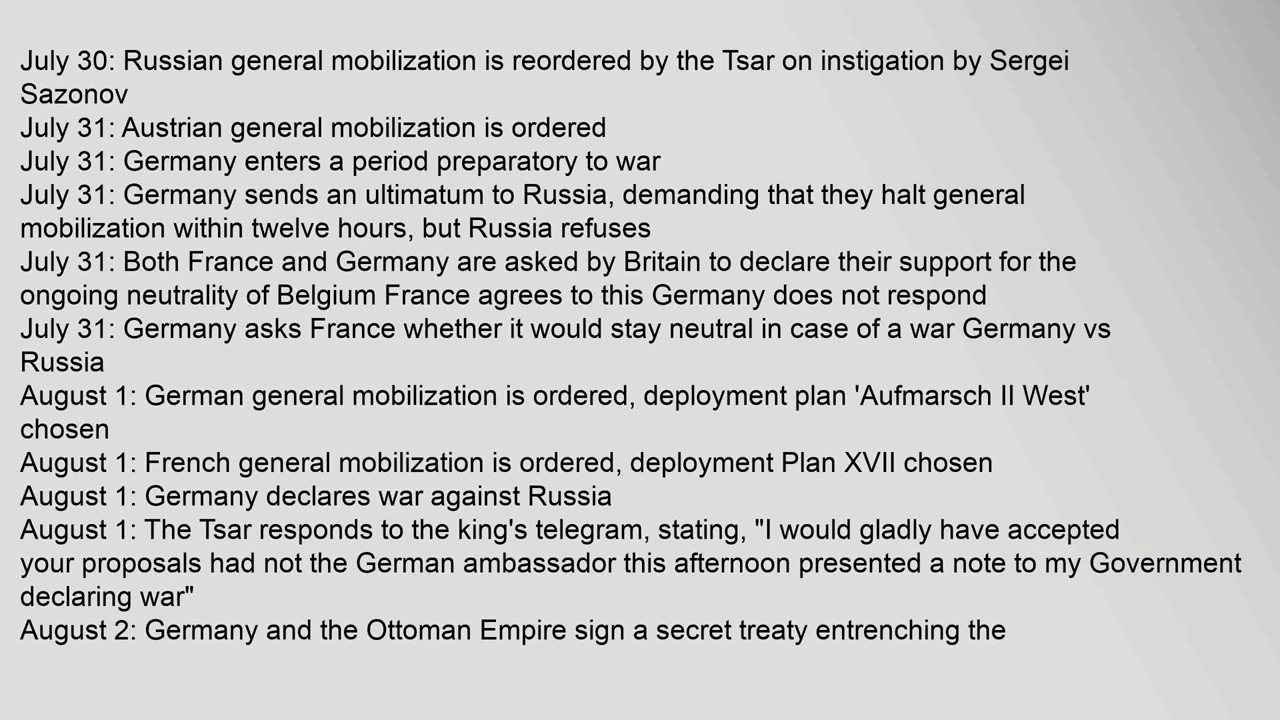 July 30: Russian general mobilization is reordered by the Tsar on instigation by Sergei
Sazonov
July 31: Austrian general mobilization is ordered
July 31: Germany enters a period preparatory to war
July 31: Germany sends an ultimatum to Russia, demanding that they halt general
mobilization within twelve hours, but Russia refuses
July 31: Both France and Germany are asked by Britain to declare their support for the
ongoing neutrality of Belgium France agrees to this Germany does not respond
July 31: Germany asks France whether it would stay neutral in case of a war Germany vs
Russia
August 1: German general mobilization is ordered, deployment plan 'Aufmarsch II West'
chosen
August 1: French general mobilization is ordered, deployment Plan XVII chosen
August 1: Germany declares war against Russia
August 1: The Tsar responds to the king's telegram, stating, "I would gladly have accepted
your proposals had not the German ambassador this afternoon presented a note to my Government
declaring war"
August 2: Germany and the Ottoman Empire sign a secret treaty entrenching the